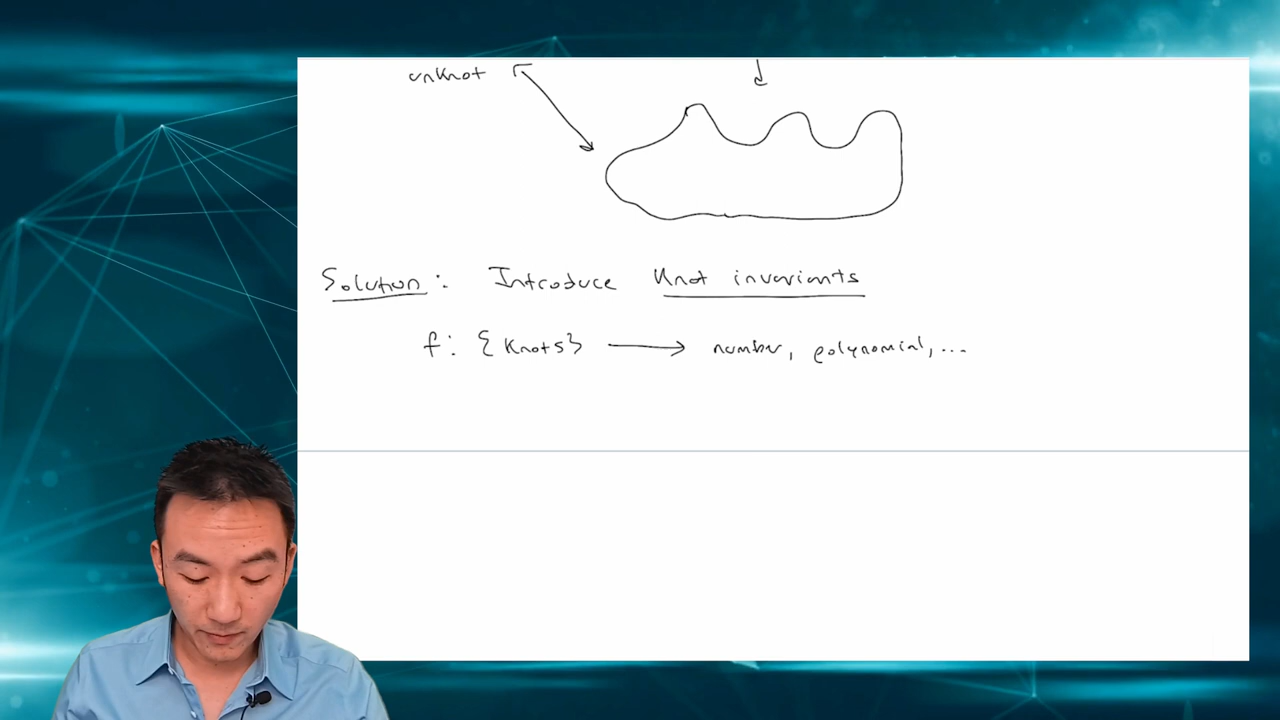 unknot
Solution: Introduce Knot invariants
f: {Knots} → number, polynomial, ...